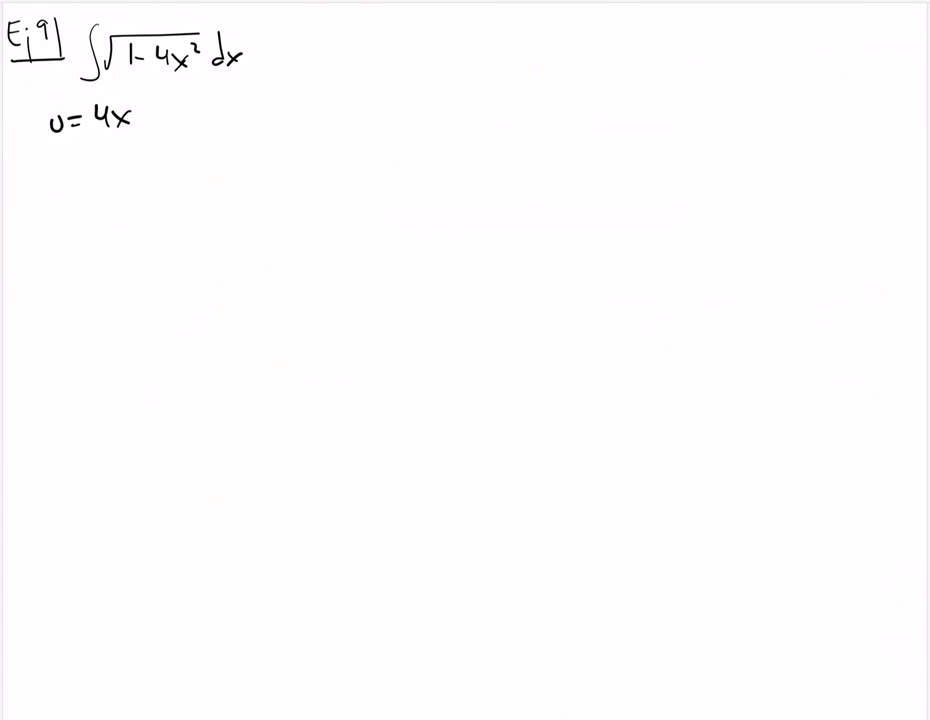 Ej 9| ∫√(1-4x²) dx
u= 4x